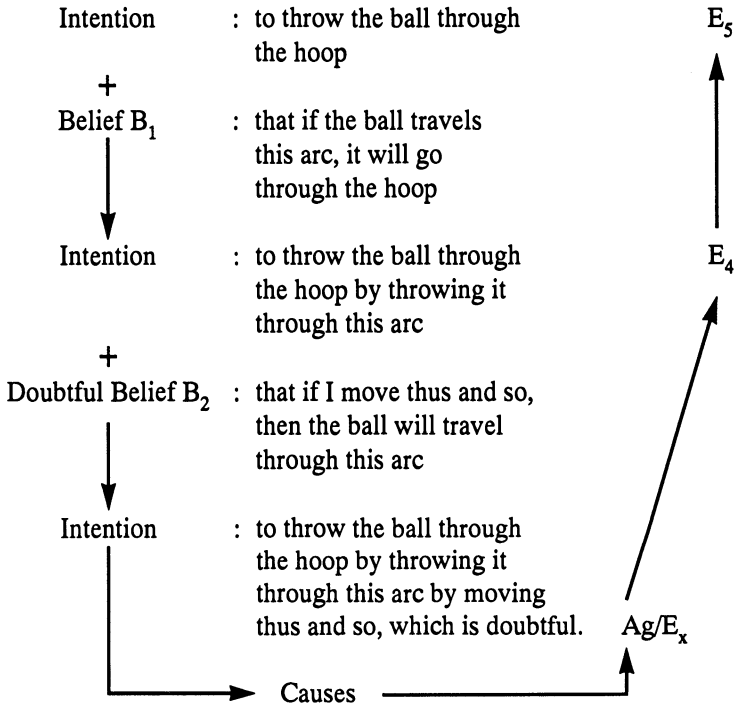 Intention : to throw the ball through E₅
the hoop
+
Belief B₁ : that if the ball travels
this arc, it will go
through the hoop
Intention : to throw the ball through E₄
the hoop by throwing it
through this arc
+
Doubtful Belief B₂ : that if I move thus and so,
then the ball will travel
through this arc
Intention : to throw the ball through
the hoop by throwing it
through this arc by moving
thus and so, which is doubtful. Ag/Eₓ
Causes